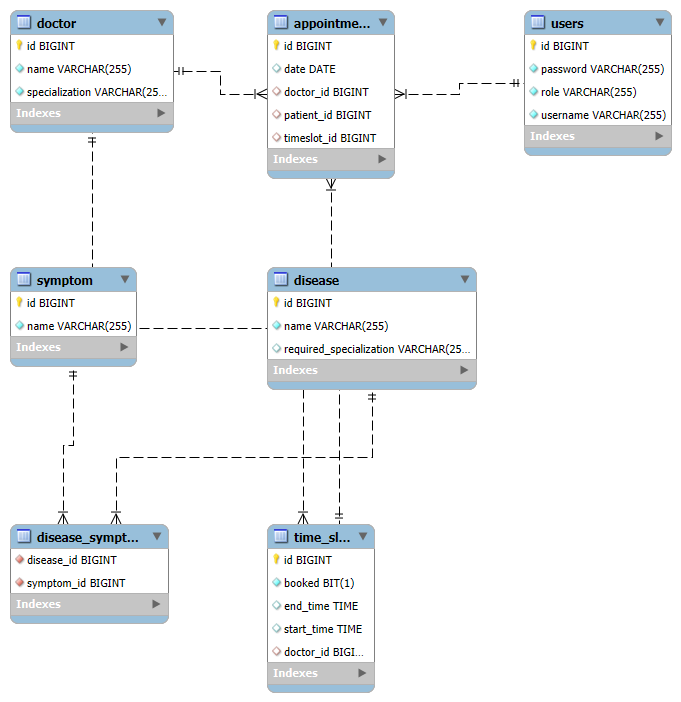 doctor
id BIGINT
name VARCHAR(255)
specialization VARCHAR(25...
Indexes
appointme...
id BIGINT
date DATE
doctor_id BIGINT
patient_id BIGINT
timeslot_id BIGINT
Indexes
users
id BIGINT
password VARCHAR(255)
role VARCHAR(255)
username VARCHAR(255)
Indexes
symptom
id BIGINT
name VARCHAR(255)
Indexes
disease
id BIGINT
name VARCHAR(255)
required_specialization VARCHAR(25...
Indexes
disease_sympt...
disease_id BIGINT
symptom_id BIGINT
Indexes
time_sl...
id BIGINT
booked BIT(1)
end_time TIME
start_time TIME
doctor_id BIGI...
Indexes